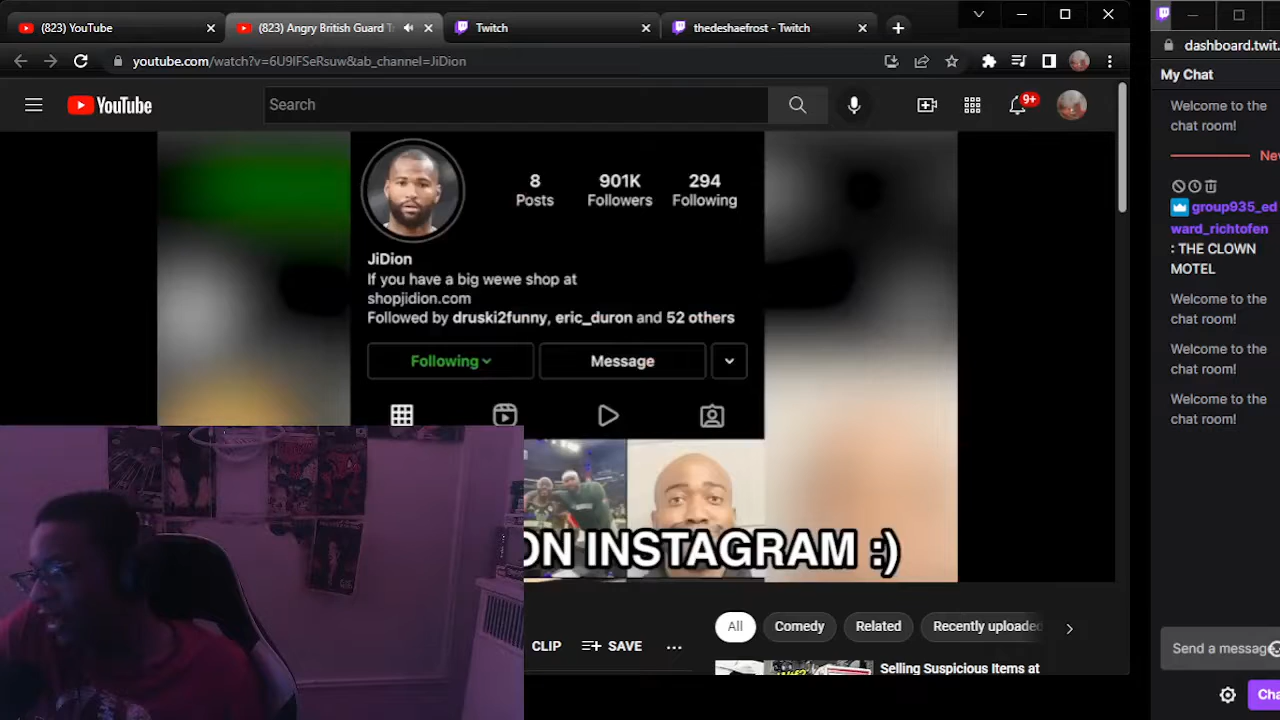 (823) YouTube
(823) Angry British Guard T
Twitch
thedeshaefrost - Twitch
youtube.com/watch?v=6U9lFSeRsuw&ab_channel=JiDion
dashboard.twit
My Chat
YouTube
Search
9+
Welcome to the
chat room!
Ne
group935_ed
ward_richtofen
: THE CLOWN
MOTEL
Welcome to the
chat room!
Welcome to the
chat room!
Welcome to the
chat room!
8
Posts
901K
Followers
294
Following
JiDion
If you have a big wewe shop at
shopjidion.com
Followed by druski2funny, eric_duron and 52 others
Following
Message
ON INSTAGRAM :)
CLIP
SAVE
All
Comedy
Related
Recently uploaded
Selling Suspicious Items at
Send a message
Cha